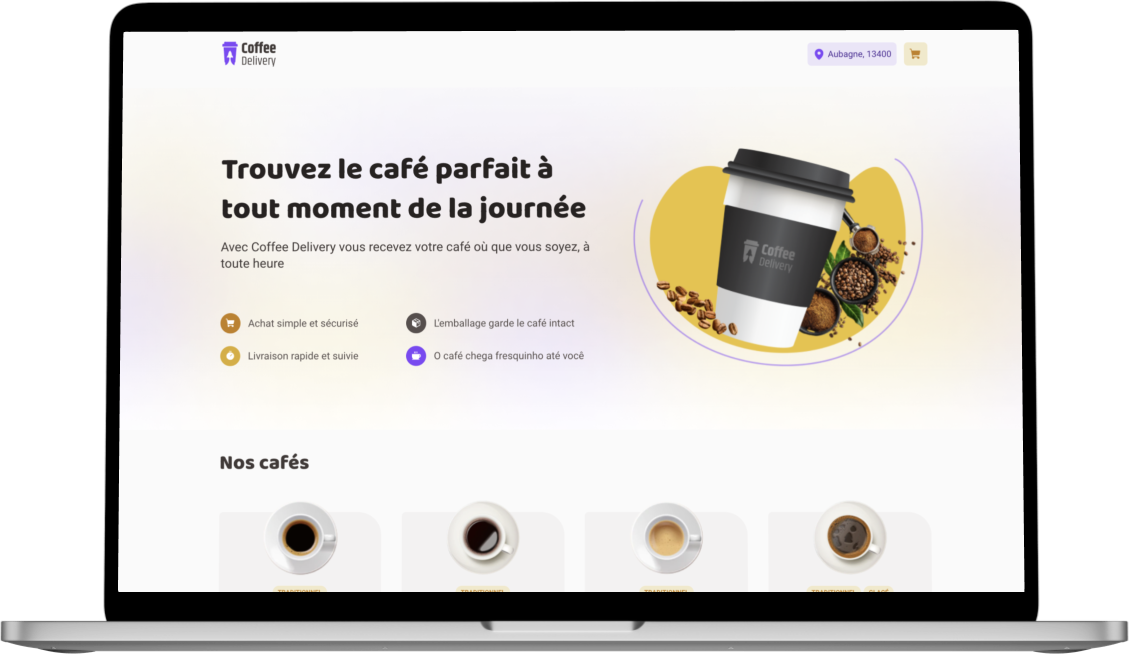 Coffee
Delivery
Aubagne, 13400
Trouvez le café parfait à
tout moment de la journée
Avec Coffee Delivery vous recevez votre café où que vous soyez, à
toute heure
Coffee
Delivery
Achat simple et sécurisé
L'emballage garde le café intact
Livraison rapide et suivie
O café chega fresquinho até você
Nos cafés
TRADITIONNEL
TRADITIONNEL
TRADITIONNEL
TRADITIONNEL
GLACÉ